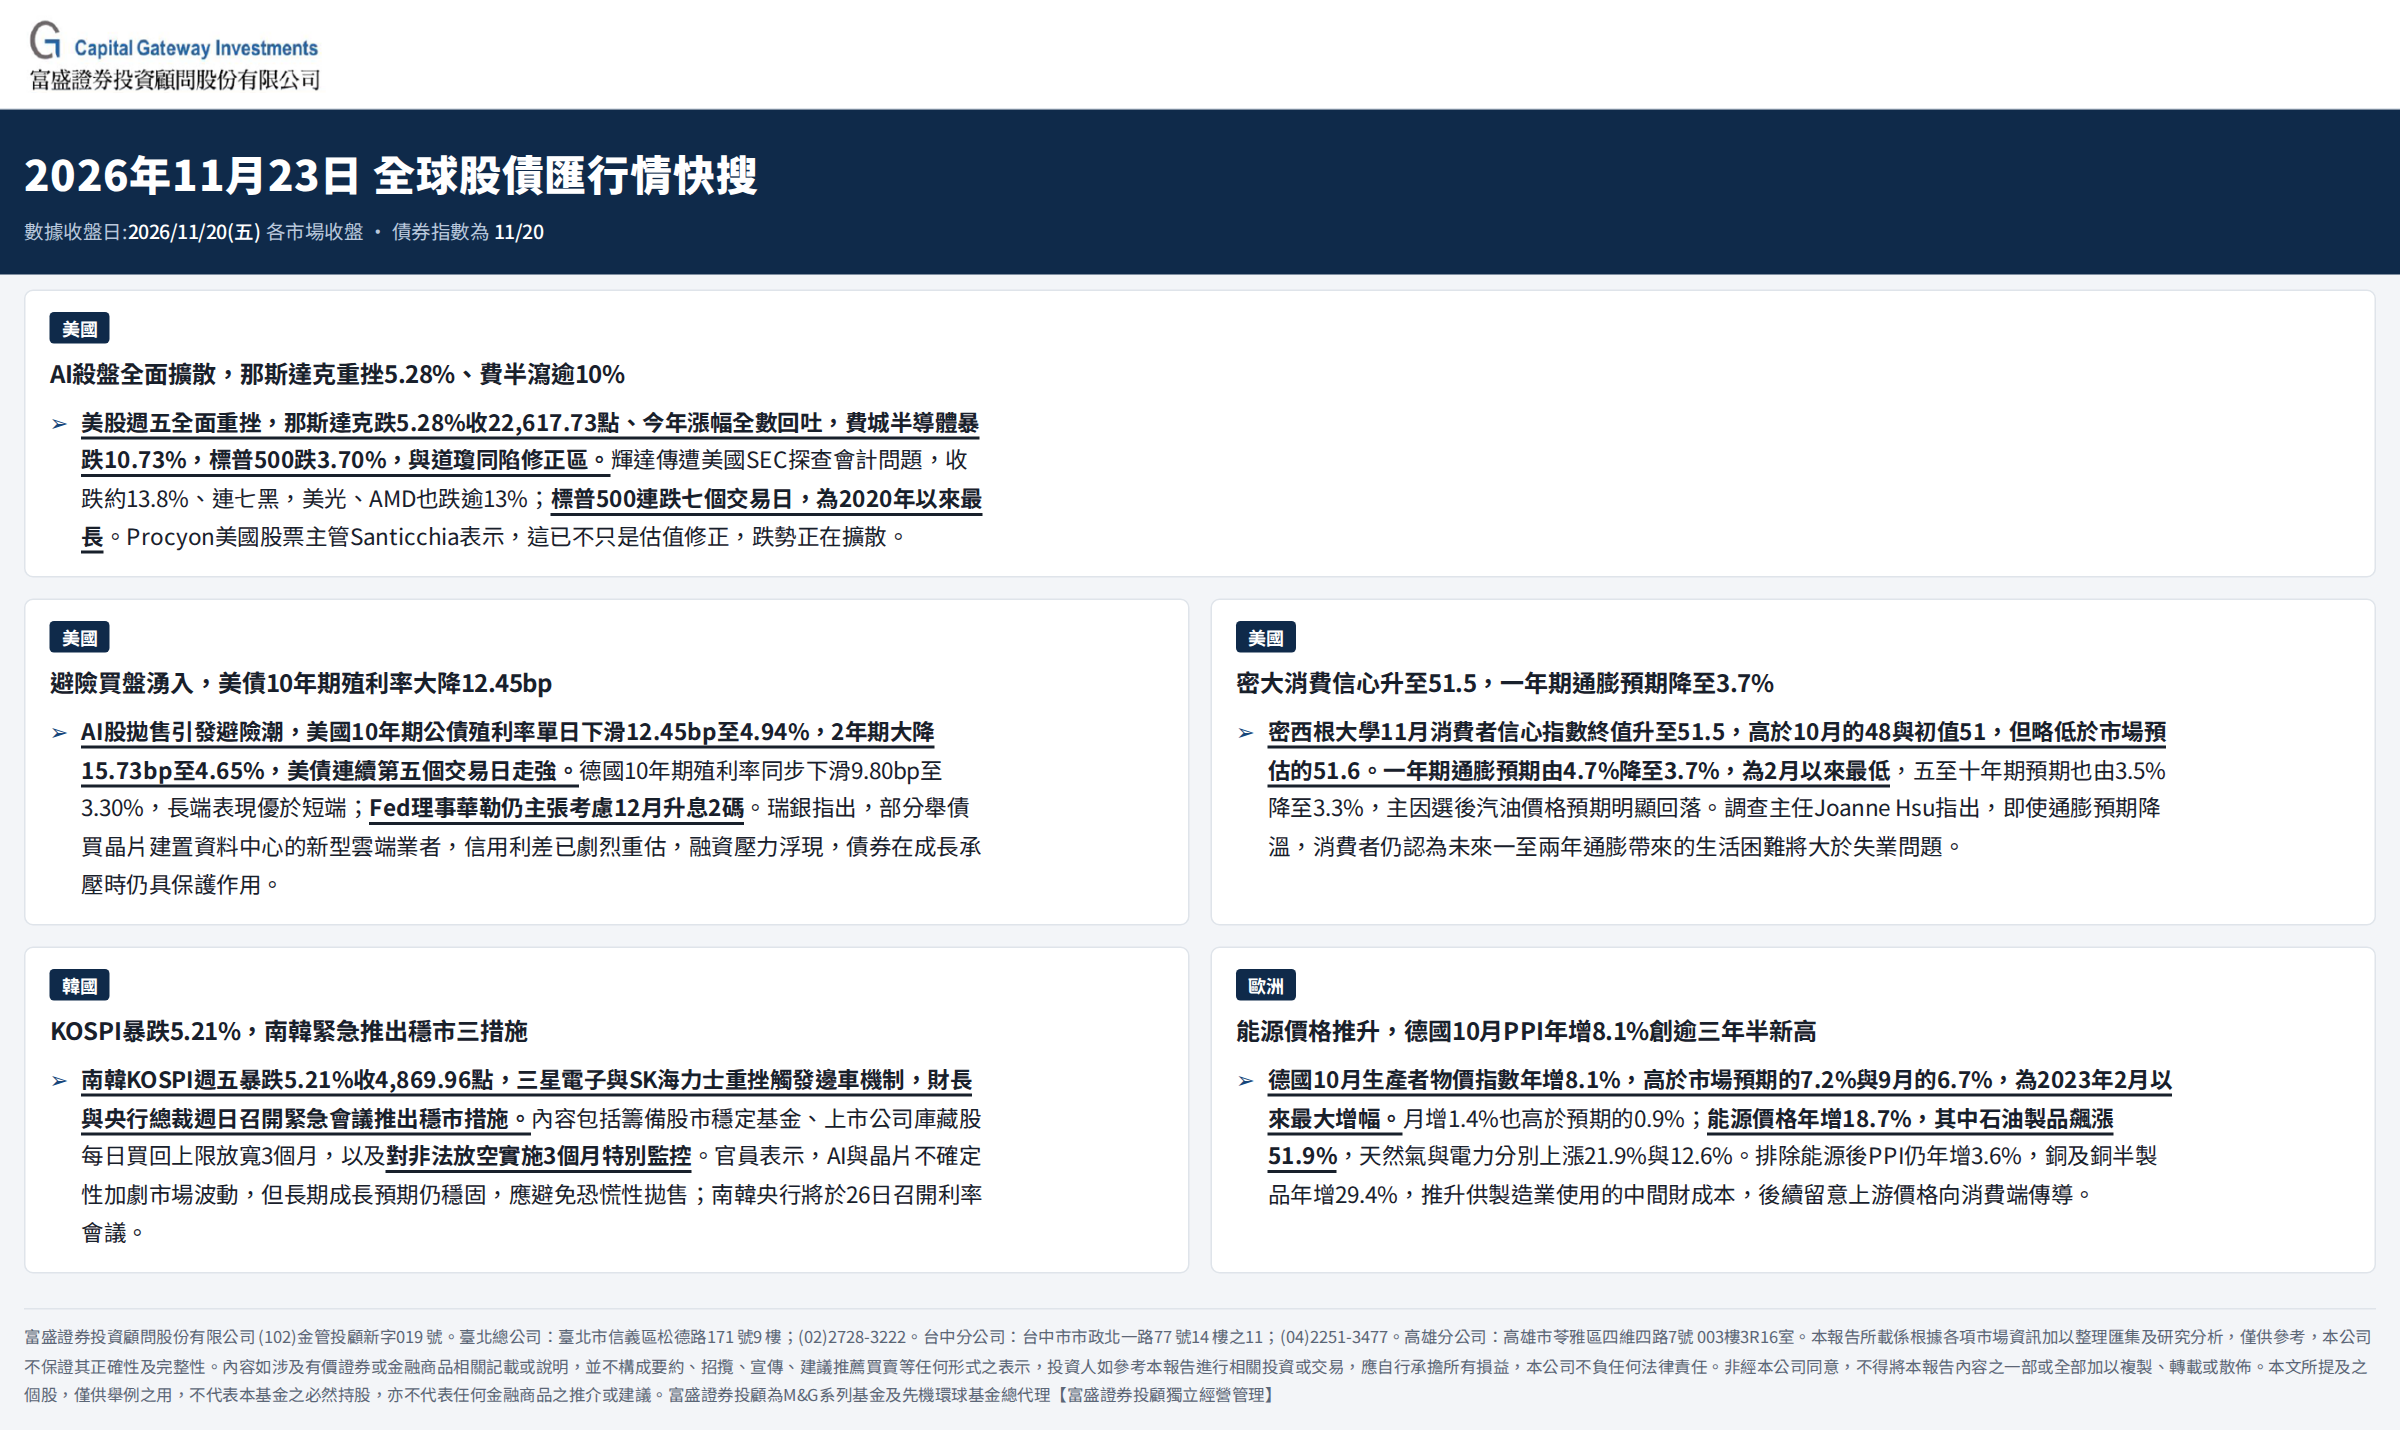 Capital Gateway Investments
富盛證券投資顧問股份有限公司
2026年11月23日 全球股債匯行情快搜
數據收盤日:2026/11/20(五) 各市場收盤 · 債券指數為 11/20
美國
AI殺盤全面擴散，那斯達克重挫5.28%、費半瀉逾10%
➢ 美股週五全面重挫，那斯達克跌5.28%收22,617.73點、今年漲幅全數回吐，費城半導體暴
跌10.73%，標普500跌3.70%，與道瓊同陷修正區。輝達傳遭美國SEC探查會計問題，收
跌約13.8%、連七黑，美光、AMD也跌逾13%；標普500連跌七個交易日，為2020年以來最
長。Procyon美國股票主管Santicchia表示，這已不只是估值修正，跌勢正在擴散。
美國
避險買盤湧入，美債10年期殖利率大降12.45bp
➢ AI股拋售引發避險潮，美國10年期公債殖利率單日下滑12.45bp至4.94%，2年期大降
15.73bp至4.65%，美債連續第五個交易日走強。德國10年期殖利率同步下滑9.80bp至
3.30%，長端表現優於短端；Fed理事華勒仍主張考慮12月升息2碼。瑞銀指出，部分舉債
買晶片建置資料中心的新型雲端業者，信用利差已劇烈重估，融資壓力浮現，債券在成長承
壓時仍具保護作用。
美國
密大消費信心升至51.5，一年期通膨預期降至3.7%
➢ 密西根大學11月消費者信心指數終值升至51.5，高於10月的48與初值51，但略低於市場預
估的51.6。一年期通膨預期由4.7%降至3.7%，為2月以來最低，五至十年期預期也由3.5%
降至3.3%，主因選後汽油價格預期明顯回落。調查主任Joanne Hsu指出，即使通膨預期降
溫，消費者仍認為未來一至兩年通膨帶來的生活困難將大於失業問題。
韓國
KOSPI暴跌5.21%，南韓緊急推出穩市三措施
➢ 南韓KOSPI週五暴跌5.21%收4,869.96點，三星電子與SK海力士重挫觸發邊車機制，財長
與央行總裁週日召開緊急會議推出穩市措施。內容包括籌備股市穩定基金、上市公司庫藏股
每日買回上限放寬3個月，以及對非法放空實施3個月特別監控。官員表示，AI與晶片不確定
性加劇市場波動，但長期成長預期仍穩固，應避免恐慌性拋售；南韓央行將於26日召開利率
會議。
歐洲
能源價格推升，德國10月PPI年增8.1%創逾三年半新高
➢ 德國10月生產者物價指數年增8.1%，高於市場預期的7.2%與9月的6.7%，為2023年2月以
來最大增幅。月增1.4%也高於預期的0.9%；能源價格年增18.7%，其中石油製品飆漲
51.9%，天然氣與電力分別上漲21.9%與12.6%。排除能源後PPI仍年增3.6%，銅及銅半製
品年增29.4%，推升供製造業使用的中間財成本，後續留意上游價格向消費端傳導。
富盛證券投資顧問股份有限公司 (102)金管投顧新字019 號。臺北總公司：臺北市信義區松德路171 號9 樓；(02)2728-3222。台中分公司：台中市市政北一路77 號14 樓之11；(04)2251-3477。高雄分公司：高雄市苓雅區四維四路7號 003樓3R16室。本報告所載係根據各項市場資訊加以整理匯集及研究分析，僅供參考，本公司
不保證其正確性及完整性。內容如涉及有價證券或金融商品相關記載或說明，並不構成要約、招攬、宣傳、建議推薦買賣等任何形式之表示，投資人如參考本報告進行相關投資或交易，應自行承擔所有損益，本公司不負任何法律責任。非經本公司同意，不得將本報告內容之一部或全部加以複製、轉載或散佈。本文所提及之
個股，僅供舉例之用，不代表本基金之必然持股，亦不代表任何金融商品之推介或建議。富盛證券投顧為M&G系列基金及先機環球基金總代理【富盛證券投顧獨立經營管理】